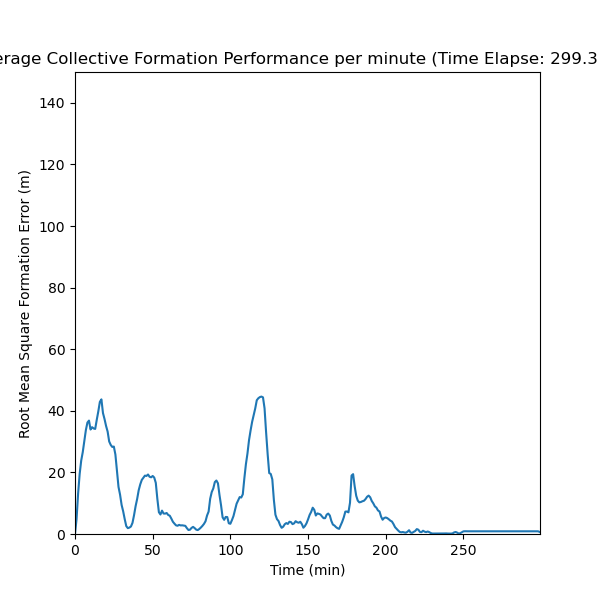 erage Collective Formation Performance per minute (Time Elapse: 299.3
140
120
100
80
60
40
20
0
Root Mean Square Formation Error (m)
0 50 100 150 200 250
Time (min)